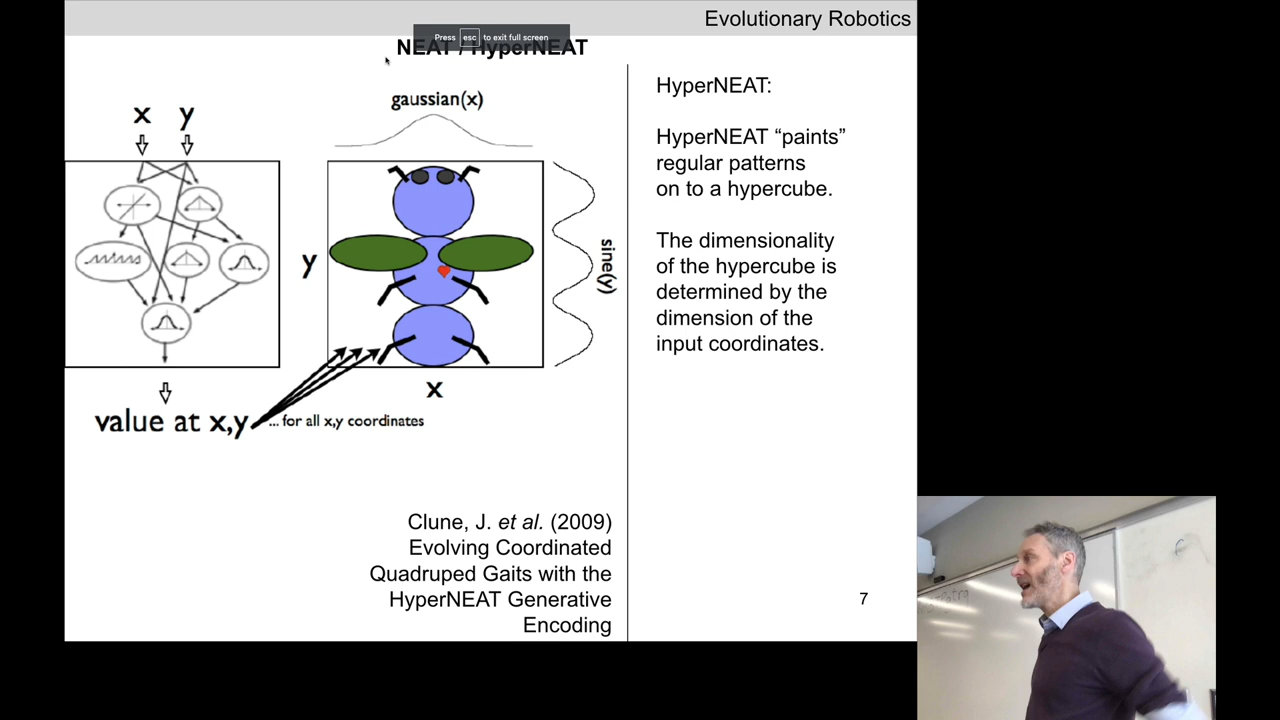 Evolutionary Robotics
Press esc to exit full screen
NEAT / HyperNEAT
gaussian(x)
x y
y
sine(y)
x
value at x,y
... for all x,y coordinates
Clune, J. et al. (2009)
Evolving Coordinated
Quadruped Gaits with the
HyperNEAT Generative
Encoding
HyperNEAT:
HyperNEAT “paints”
regular patterns
on to a hypercube.
The dimensionality
of the hypercube is
determined by the
dimension of the
input coordinates.
7